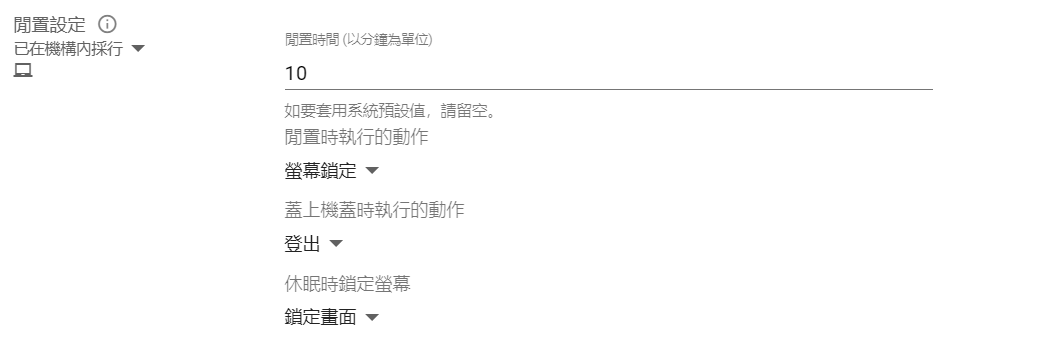 閒置設定
已在機構內採行
閒置時間 (以分鐘為單位)
10
如要套用系統預設值，請留空。
閒置時執行的動作
螢幕鎖定
蓋上機蓋時執行的動作
登出
休眠時鎖定螢幕
鎖定畫面